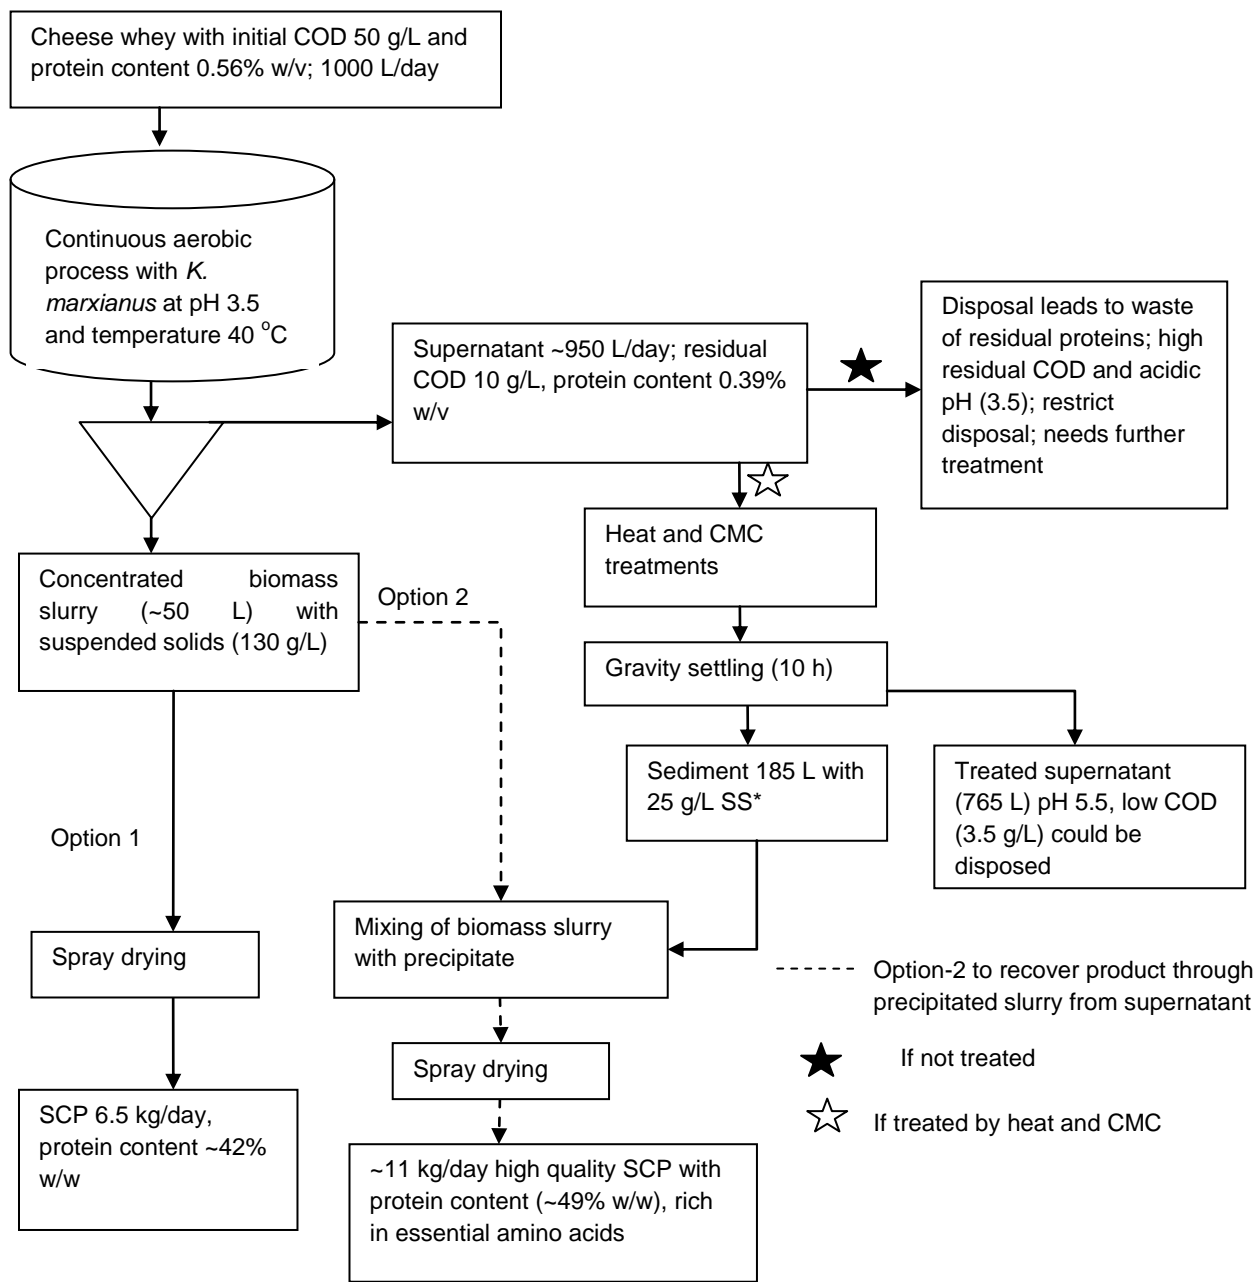 Cheese whey with initial COD 50 g/L and
protein content 0.56% w/v; 1000 L/day
Continuous aerobic
process with K.
marxianus at pH 3.5
and temperature 40 °C
Supernatant ~950 L/day; residual
COD 10 g/L, protein content 0.39%
w/v
Disposal leads to waste
of residual proteins; high
residual COD and acidic
pH (3.5); restrict
disposal; needs further
treatment
Heat and CMC
treatments
Concentrated biomass
slurry (~50 L) with
suspended solids (130 g/L)
Option 2
Gravity settling (10 h)
Sediment 185 L with
25 g/L SS*
Treated supernatant
(765 L) pH 5.5, low COD
(3.5 g/L) could be
disposed
Option 1
Mixing of biomass slurry
with precipitate
Spray drying
Option-2 to recover product through
precipitated slurry from supernatant
Spray drying
If not treated
If treated by heat and CMC
SCP 6.5 kg/day,
protein content ~42%
w/w
~11 kg/day high quality SCP with
protein content (~49% w/w), rich
in essential amino acids